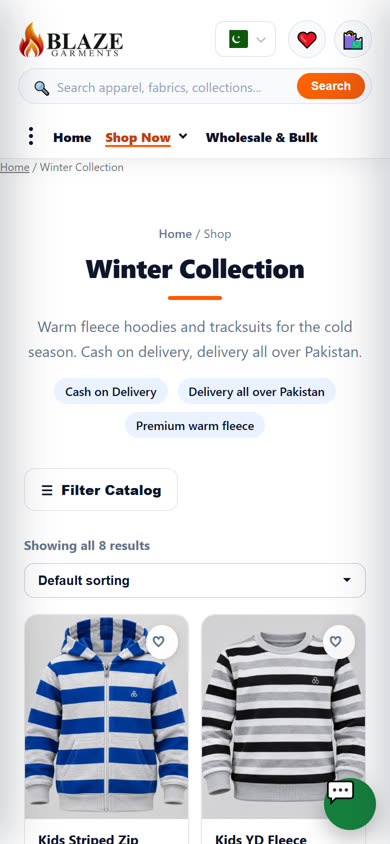 BLAZE
GARMENTS
Search apparel, fabrics, collections...
Search
Home
Shop Now
Wholesale & Bulk
Home / Winter Collection
Home / Shop
Winter Collection
Warm fleece hoodies and tracksuits for the cold
season. Cash on delivery, delivery all over Pakistan.
Cash on Delivery
Delivery all over Pakistan
Premium warm fleece
☰ Filter Catalog
Showing all 8 results
Default sorting
Kids Striped Zip
Kids YD Fleece